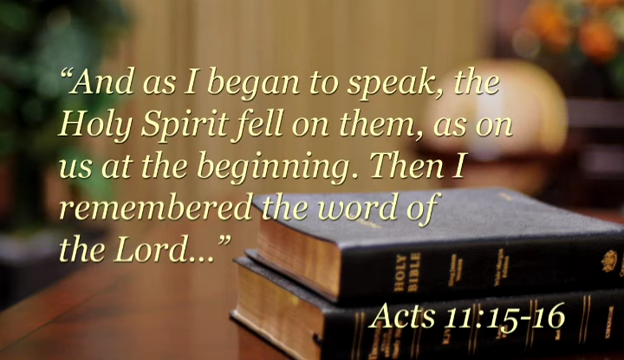 “And as I began to speak, the
Holy Spirit fell on them, as on
us at the beginning. Then I
remembered the word of
the Lord...”
HOLY
BIBLE
Acts 11:15-16